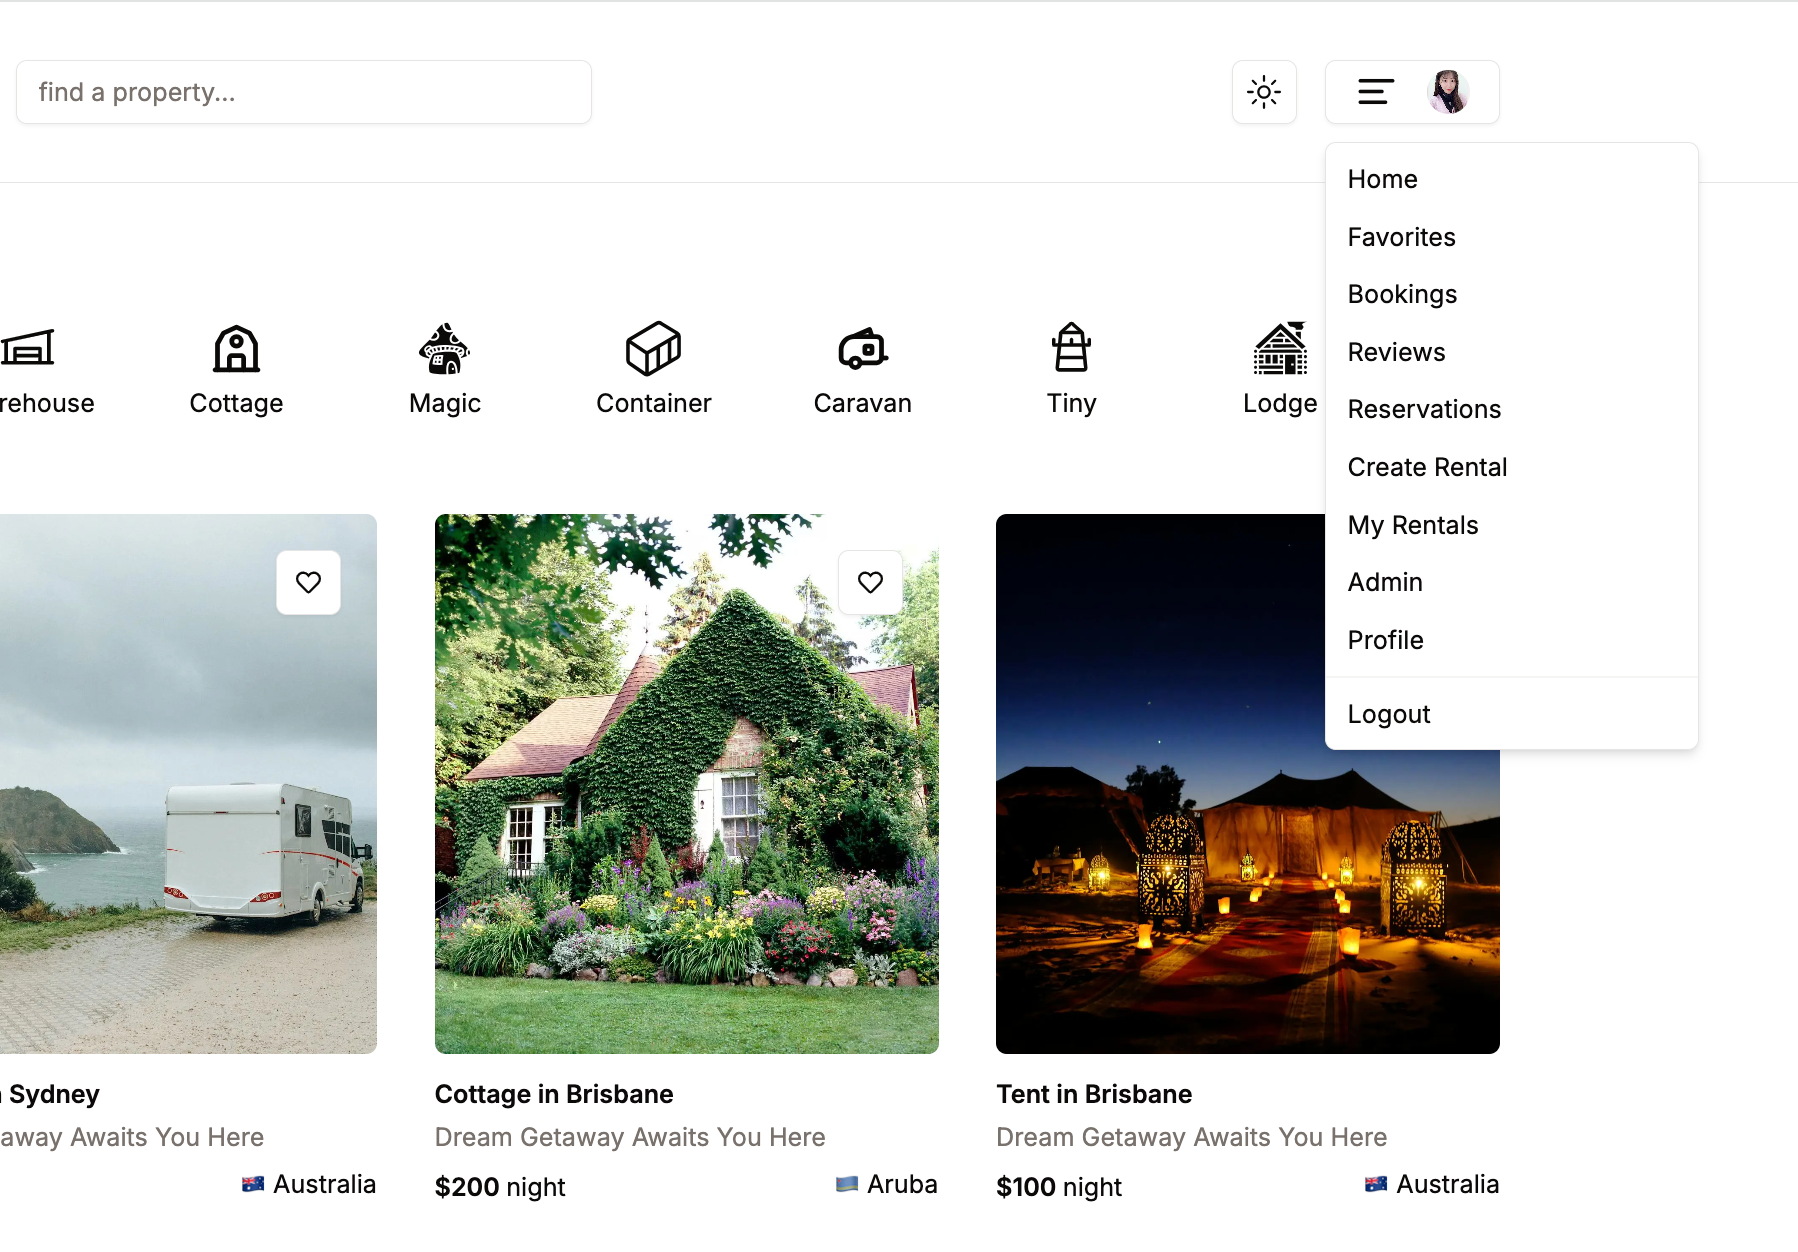 find a property...
Home
Favorites
Bookings
Reviews
Reservations
Create Rental
My Rentals
Admin
Profile
Logout
rehouse
Cottage
Magic
Container
Caravan
Tiny
Lodge
Sydney
away Awaits You Here
Australia
Cottage in Brisbane
Dream Getaway Awaits You Here
$200 night
Aruba
Tent in Brisbane
Dream Getaway Awaits You Here
$100 night
Australia